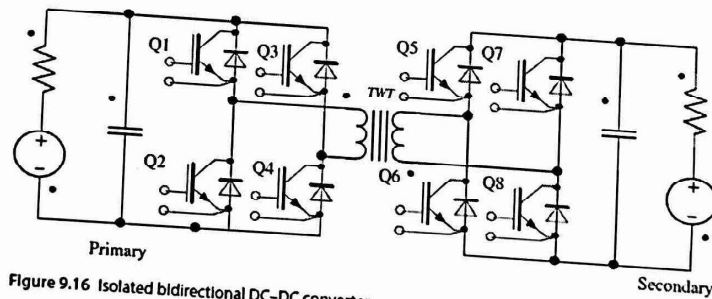 Q1
Q3
Q5
Q7
TWT
+
-
+
-
Q2
Q4
Q6
Q8
Primary
Secondary
Figure 9.16 Isolated bidirectional DC–DC converter